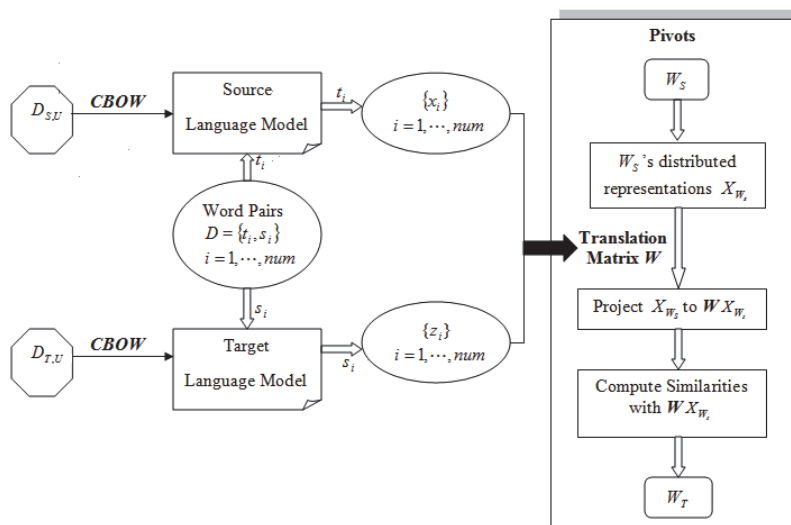 D_{S,U}
CBOW
Source
Language Model
t_i
{x_i}
i = 1, ⋯, num
t_i
Word Pairs
D = {t_i, s_i}
i = 1, ⋯, num
s_i
D_{T,U}
CBOW
Target
Language Model
s_i
{z_i}
i = 1, ⋯, num
Translation
Matrix W
Pivots
W_S
W_S's distributed
representations X_{W_s}
Project X_{W_S} to W X_{W_s}
Compute Similarities
with W X_{W_s}
W_T